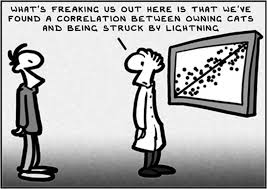 WHAT'S FREAKING US OUT HERE IS THAT WE'VE
FOUND A CORRELATION BETWEEN OWNING CATS
AND BEING STRUCK BY LIGHTNING